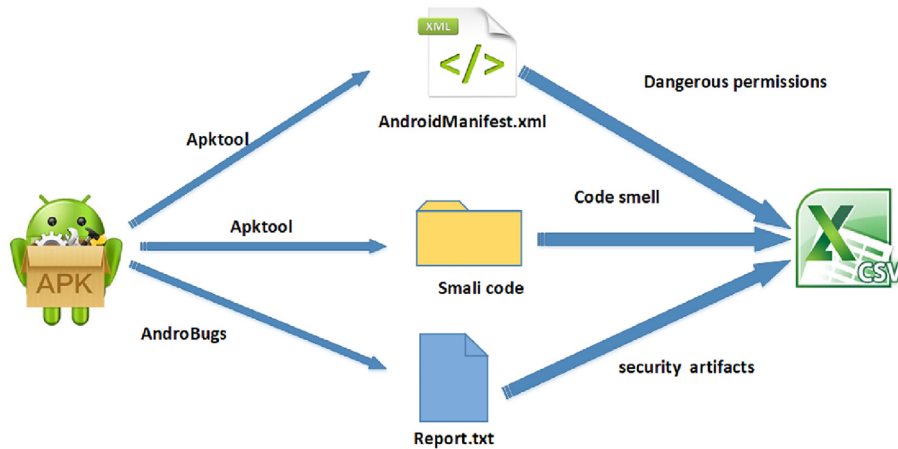 XML
</>
Dangerous permissions
AndroidManifest.xml
Apktool
Code smell
Apktool
X
CSV
APK
Smali code
AndroBugs
security artifacts
Report.txt